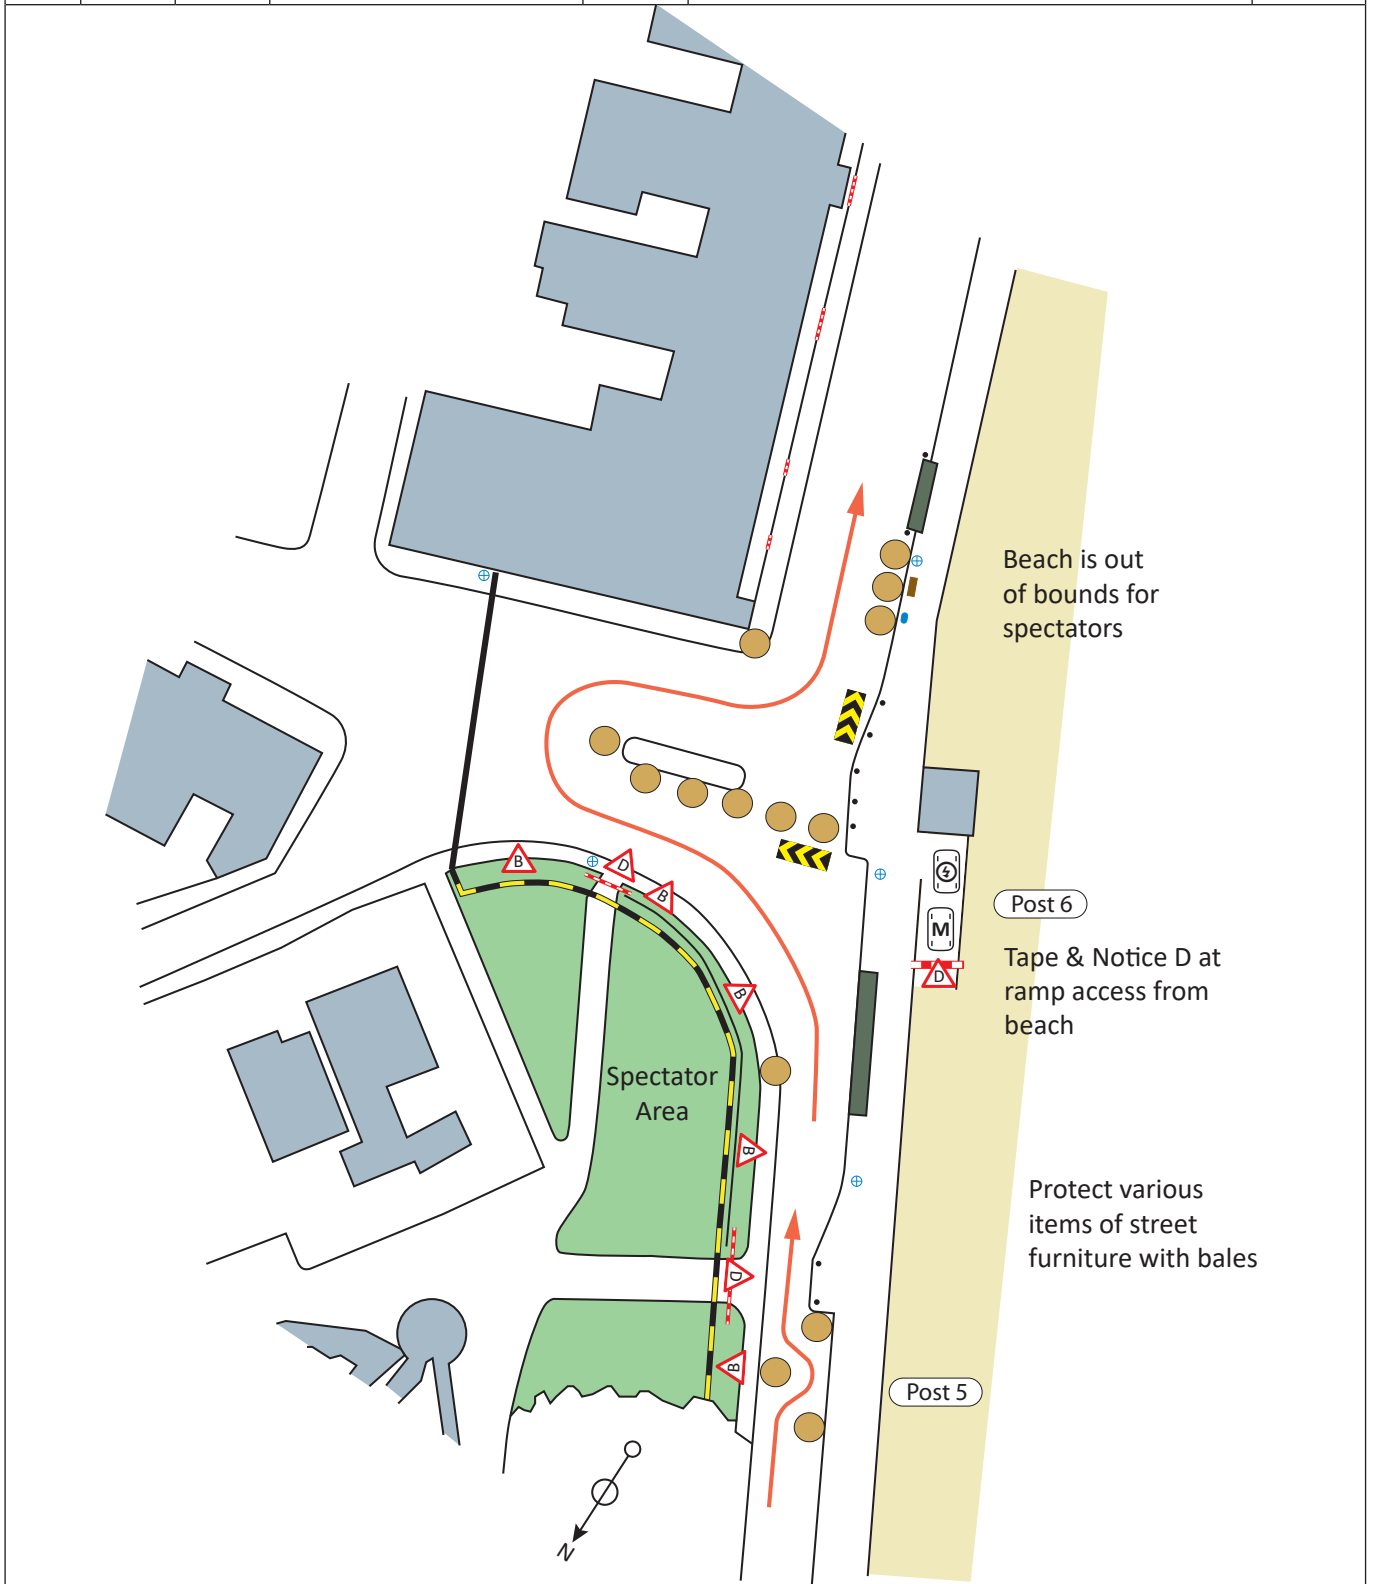 Beach is out
of bounds for
spectators
B
D
B
Post 6
M
Tape & Notice D at
ramp access from
beach
D
B
Spectator
Area
B
Protect various
items of street
furniture with bales
D
B
Post 5
N